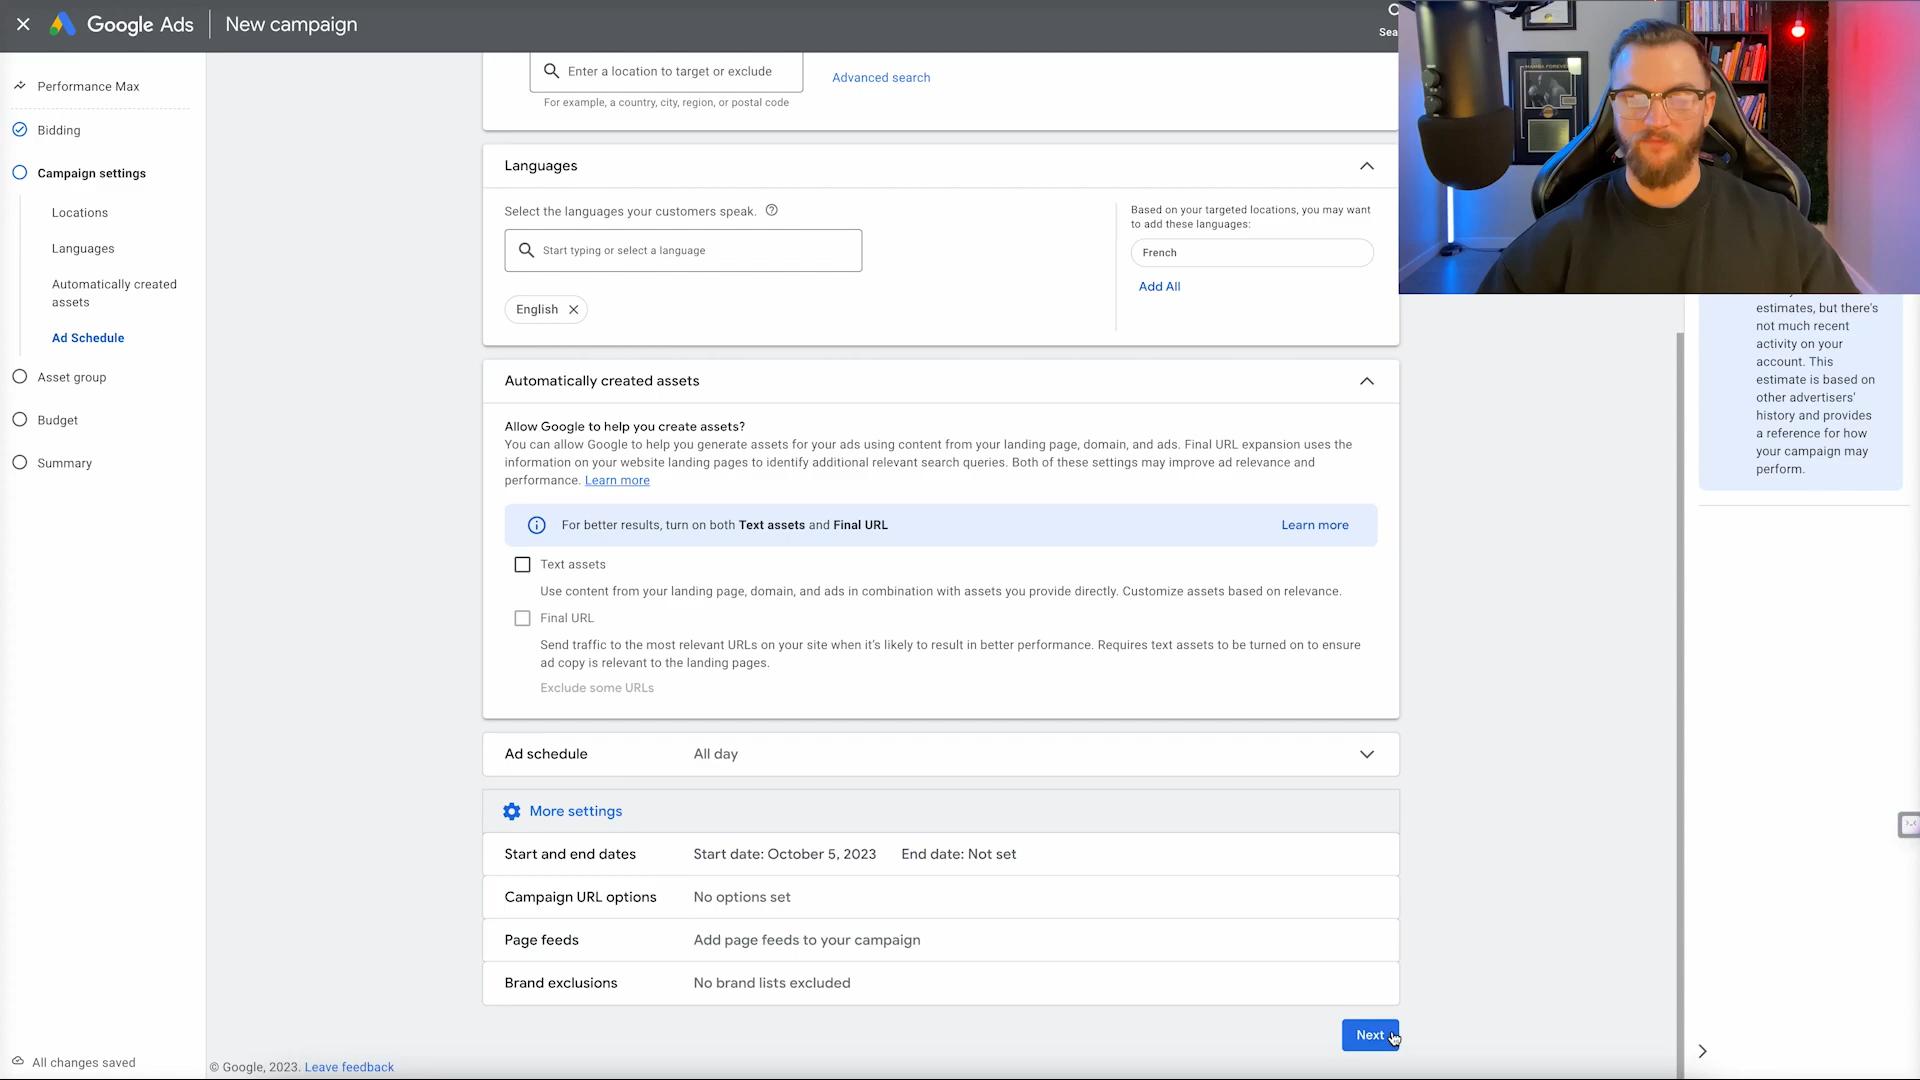 Google Ads
New campaign
Sea
Performance Max
Bidding
Campaign settings
Locations
Languages
Automatically created
assets
Ad Schedule
Asset group
Budget
Summary
Enter a location to target or exclude
Advanced search
For example, a country, city, region, or postal code
Languages
Select the languages your customers speak.
Start typing or select a language
English
Based on your targeted locations, you may want
to add these languages:
French
Add All
Automatically created assets
Allow Google to help you create assets?
You can allow Google to help you generate assets for your ads using content from your landing page, domain, and ads. Final URL expansion uses the
information on your website landing pages to identify additional relevant search queries. Both of these settings may improve ad relevance and
performance. Learn more
For better results, turn on both Text assets and Final URL
Learn more
Text assets
Use content from your landing page, domain, and ads in combination with assets you provide directly. Customize assets based on relevance.
Final URL
Send traffic to the most relevant URLs on your site when it's likely to result in better performance. Requires text assets to be turned on to ensure
ad copy is relevant to the landing pages.
Exclude some URLs
Ad schedule
All day
More settings
Start and end dates
Start date: October 5, 2023
End date: Not set
Campaign URL options
No options set
Page feeds
Add page feeds to your campaign
Brand exclusions
No brand lists excluded
Next
estimates, but there's
not much recent
activity on your
account. This
estimate is based on
other advertisers'
history and provides
a reference for how
your campaign may
perform.
All changes saved
© Google, 2023. Leave feedback